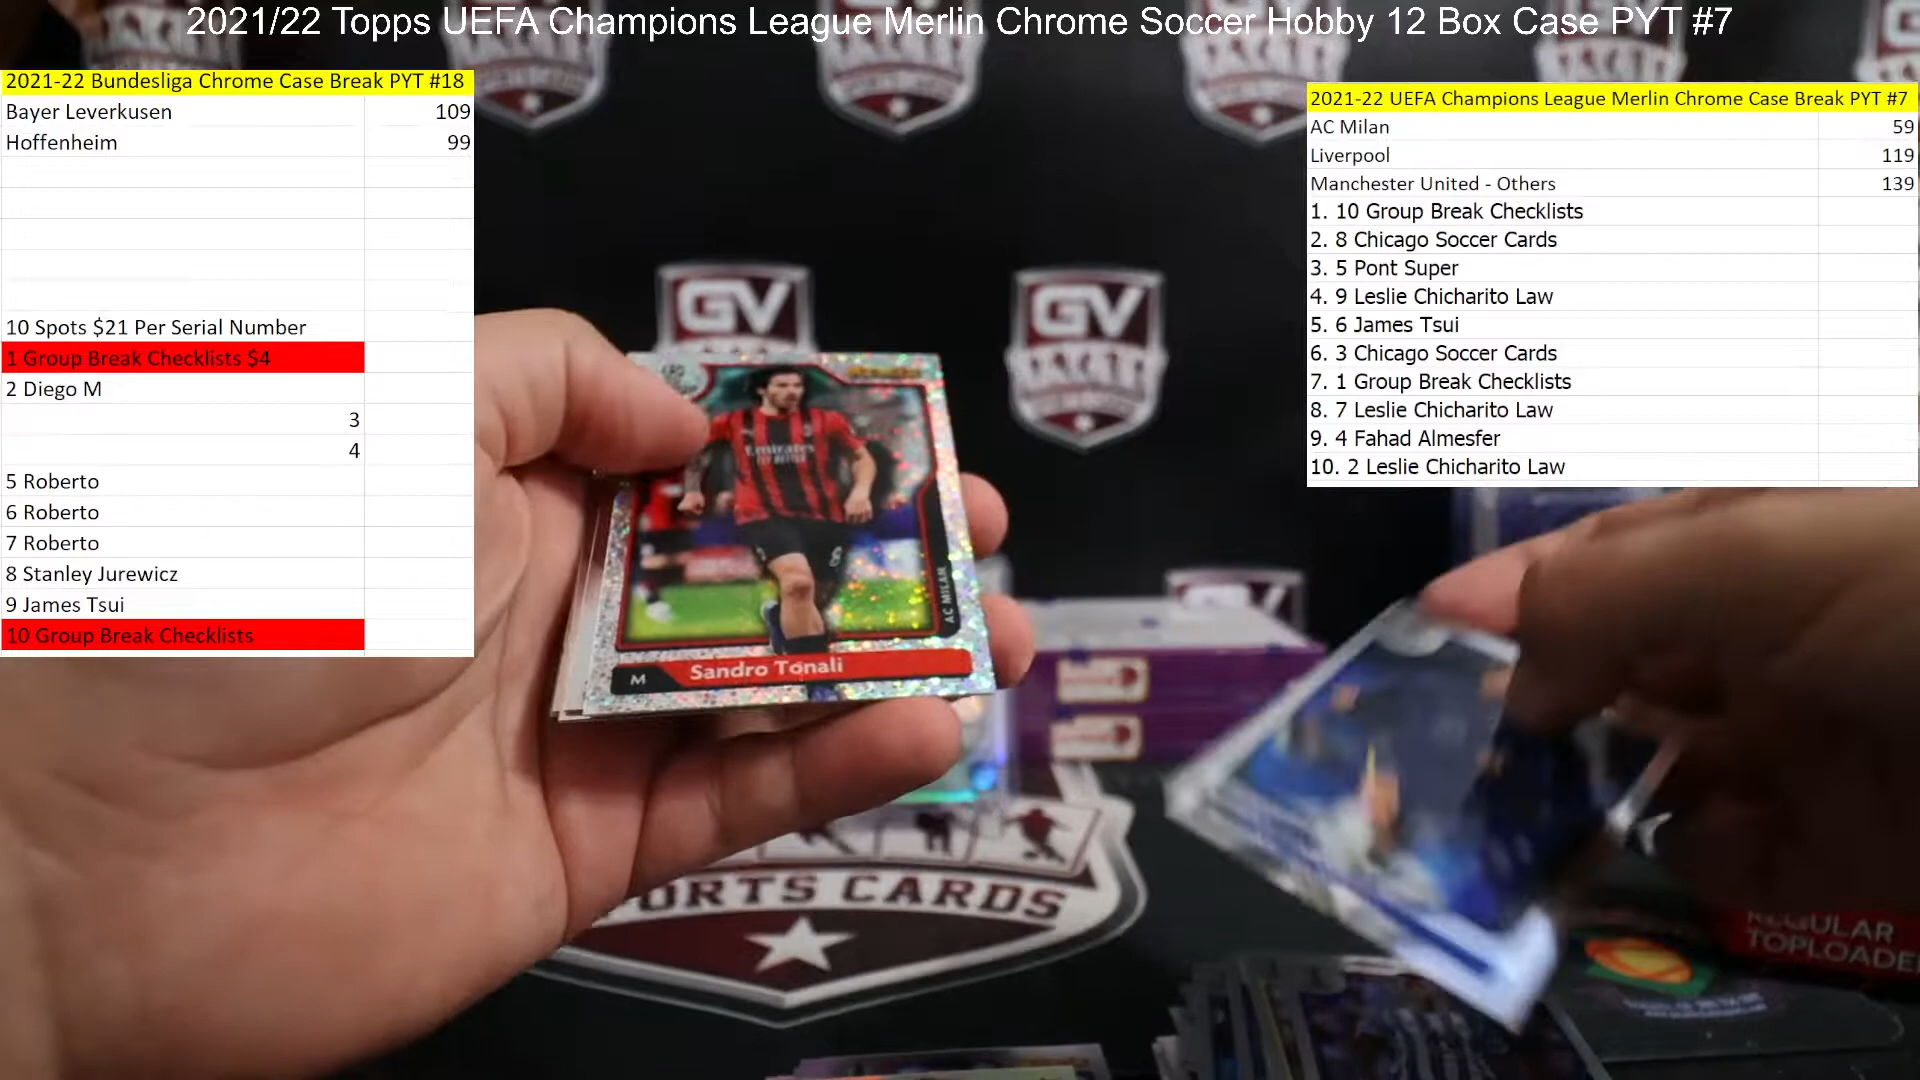 2021/22 Topps UEFA Champions League Merlin Chrome Soccer Hobby 12 Box Case PYT #7
2021-22 Bundesliga Chrome Case Break PYT #18
Bayer Leverkusen 109
Hoffenheim 99
10 Spots $21 Per Serial Number
1 Group Break Checklists $4
2 Diego M
3
4
5 Roberto
6 Roberto
7 Roberto
8 Stanley Jurewicz
9 James Tsui
10 Group Break Checklists
2021-22 UEFA Champions League Merlin Chrome Case Break PYT #7
AC Milan 59
Liverpool 119
Manchester United - Others 139
1. 10 Group Break Checklists
2. 8 Chicago Soccer Cards
3. 5 Pont Super
4. 9 Leslie Chicharito Law
5. 6 James Tsui
6. 3 Chicago Soccer Cards
7. 1 Group Break Checklists
8. 7 Leslie Chicharito Law
9. 4 Fahad Almesfer
10. 2 Leslie Chicharito Law
GV
GV
GV
Emirates
FLY BETTER
AC MILAN
M Sandro Tonali
PORTS CARDS
REGULAR
TOPLOADE